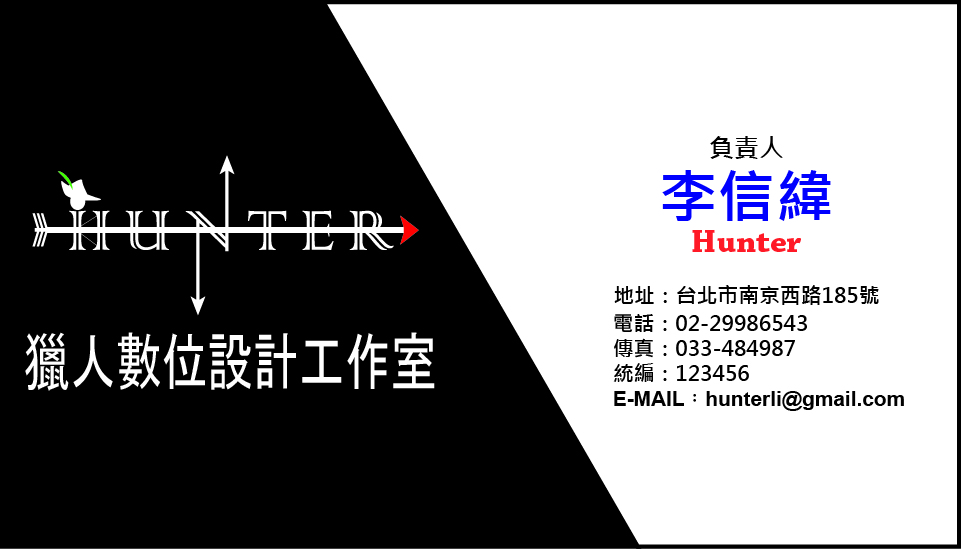 HUNTER
獵人數位設計工作室
負責人
李信緯
Hunter
地址：台北市南京西路185號
電話：02-29986543
傳真：033-484987
統編：123456
E-MAIL：hunterli@gmail.com